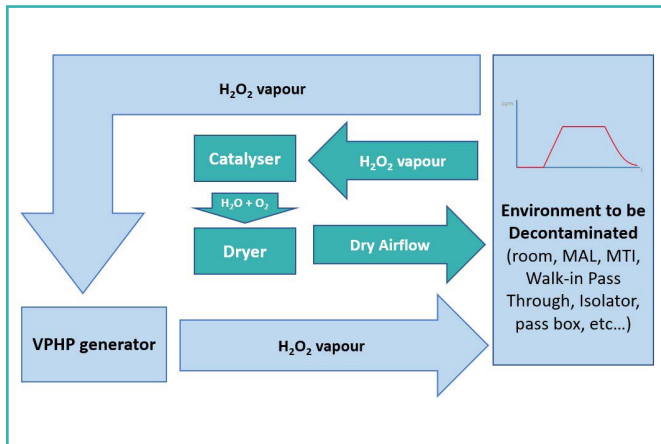 H₂O₂ vapour
ppm
t
Catalyser
H₂O₂ vapour
H₂O + O₂
Dryer
Dry Airflow
Environment to be
Decontaminated
(room, MAL, MTI,
Walk-in Pass
Through, Isolator,
pass box, etc...)
VPHP generator
H₂O₂ vapour